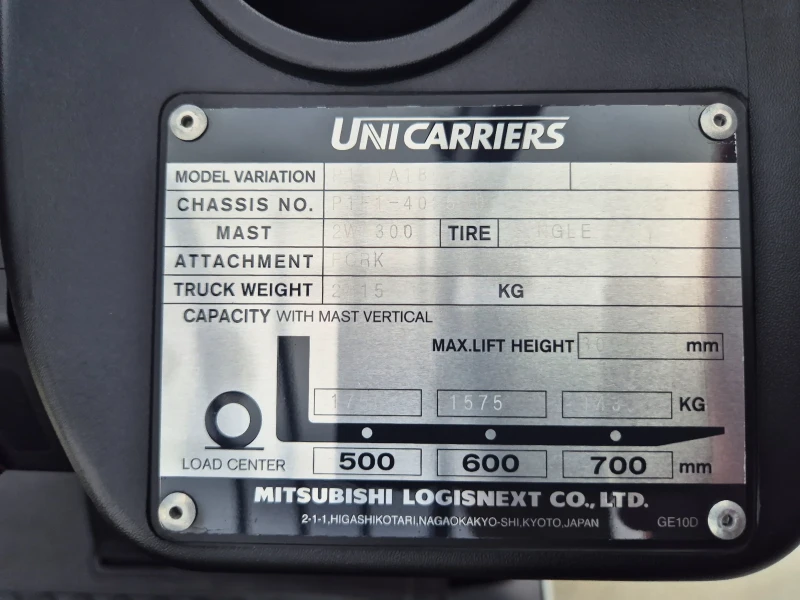 UNICARRIERS
MODEL VARIATION
CHASSIS NO.
MAST 300 TIRE
ATTACHMENT FORK
TRUCK WEIGHT KG
CAPACITY WITH MAST VERTICAL
MAX.LIFT HEIGHT mm
1575 KG
LOAD CENTER 500 600 700 mm
MITSUBISHI LOGISNEXT CO., LTD.
2-1-1,HIGASHIKOTARI,NAGAOKAKYO-SHI,KYOTO,JAPAN GE10D